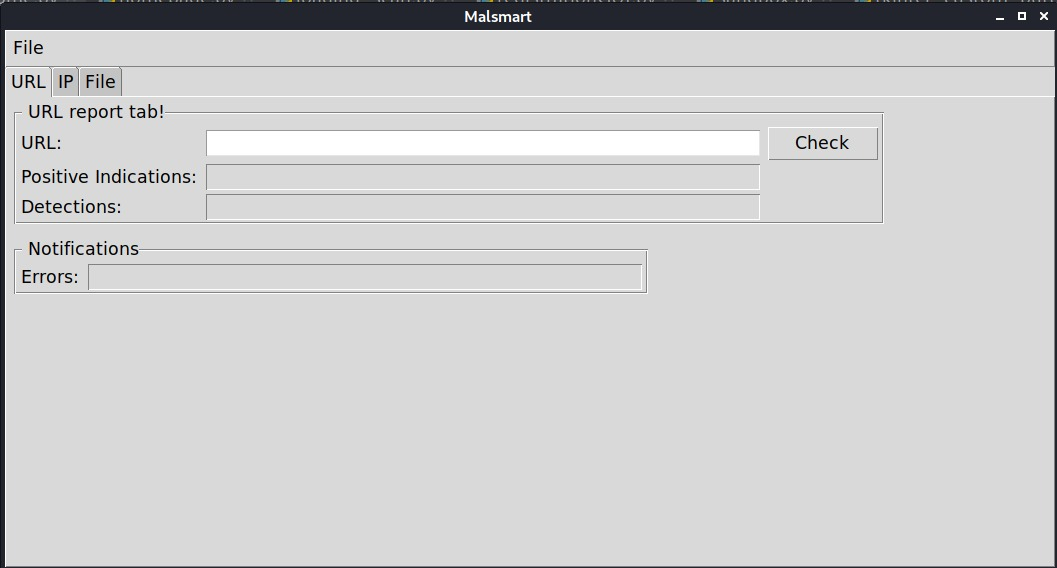 Malsmart
File
URL IP File
URL report tab!
URL: Check
Positive Indications:
Detections:
Notifications
Errors: